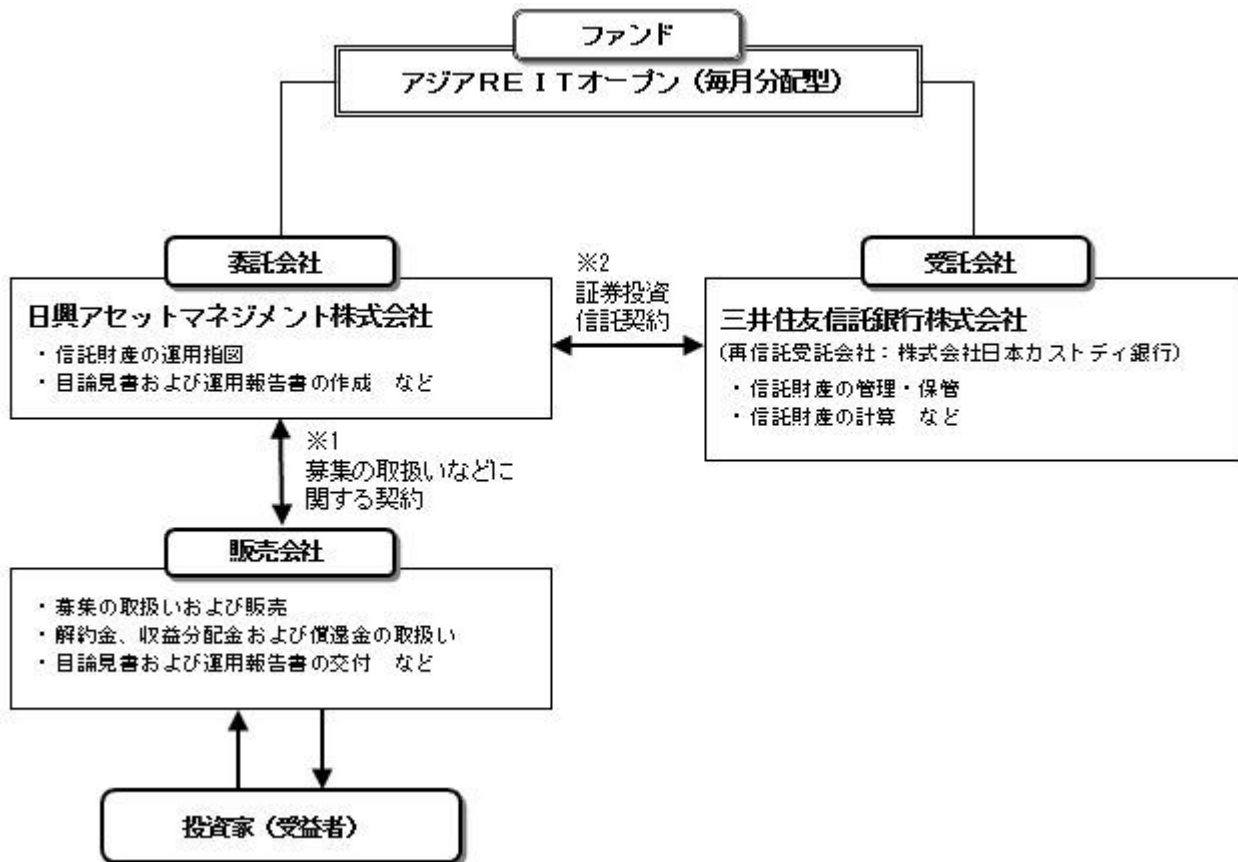 ファンド
アジアREITオープン（毎月分配型）
委託会社
日興アセットマネジメント株式会社
・信託財産の運用指図
・目論見書および運用報告書の作成　など
※2
証券投資
信託契約
受託会社
三井住友信託銀行株式会社
（再信託受託会社：株式会社日本カストディ銀行）
・信託財産の管理・保管
・信託財産の計算　など
※1
募集の取扱いなどに
関する契約
販売会社
・募集の取扱いおよび販売
・解約金、収益分配金および償還金の取扱い
・目論見書および運用報告書の交付　など
投資家（受益者）